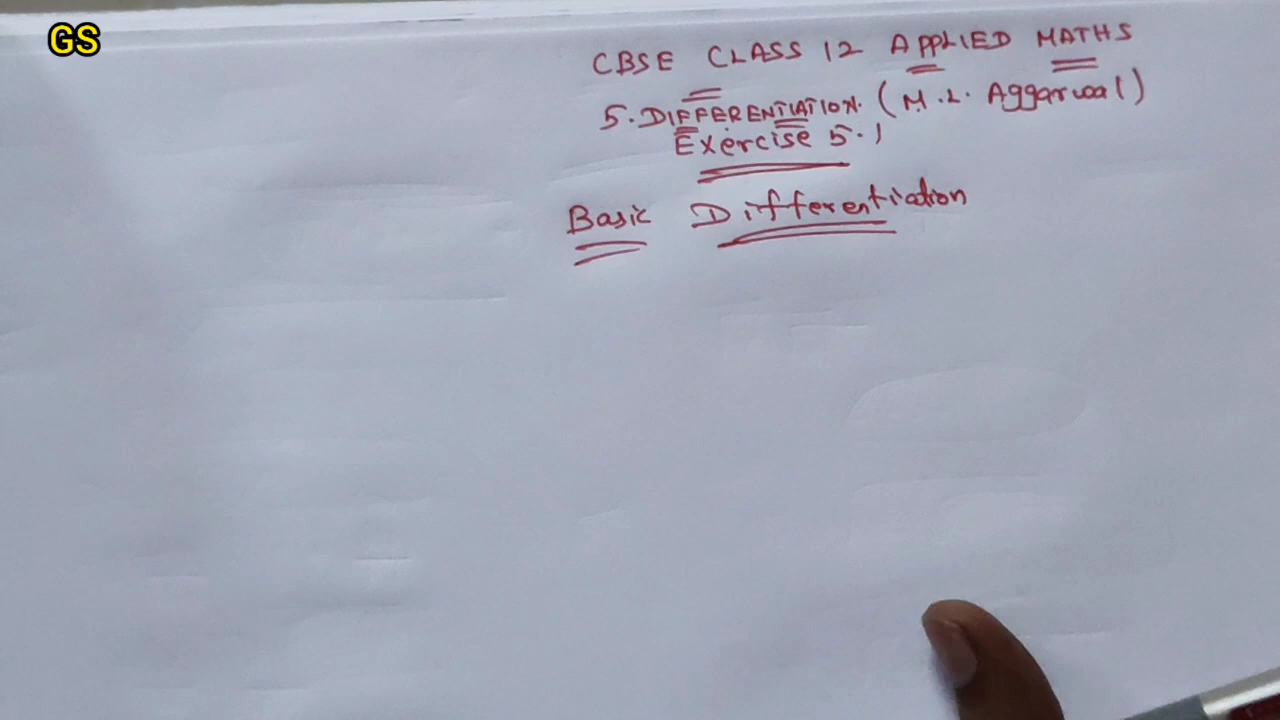 GS
CBSE CLASS 12 APPLIED MATHS
5. DIFFERENTIATION. (M.L. Aggarwal)
Exercise 5.1
Basic Differentiation